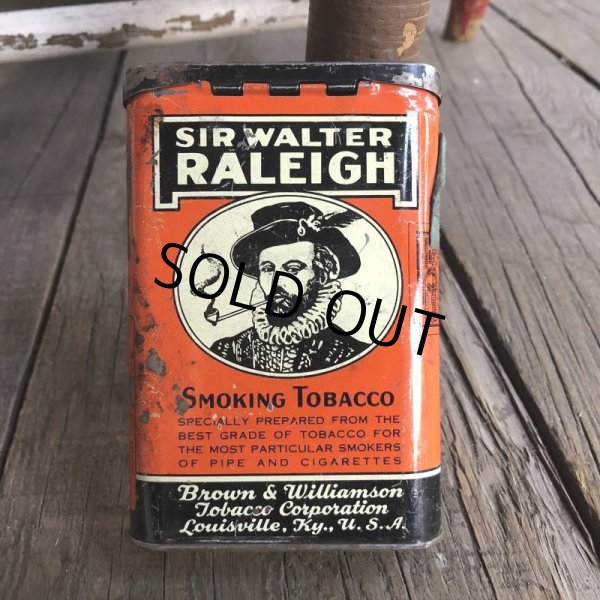 SIR WALTER
RALEIGH
SOLD OUT
SMOKING TOBACCO
SPECIALLY PREPARED FROM THE
BEST GRADE OF TOBACCO FOR
THE MOST PARTICULAR SMOKERS
OF PIPE AND CIGARETTES
Brown & Williamson
Tobacco Corporation
Louisville, Ky., U.S.A.